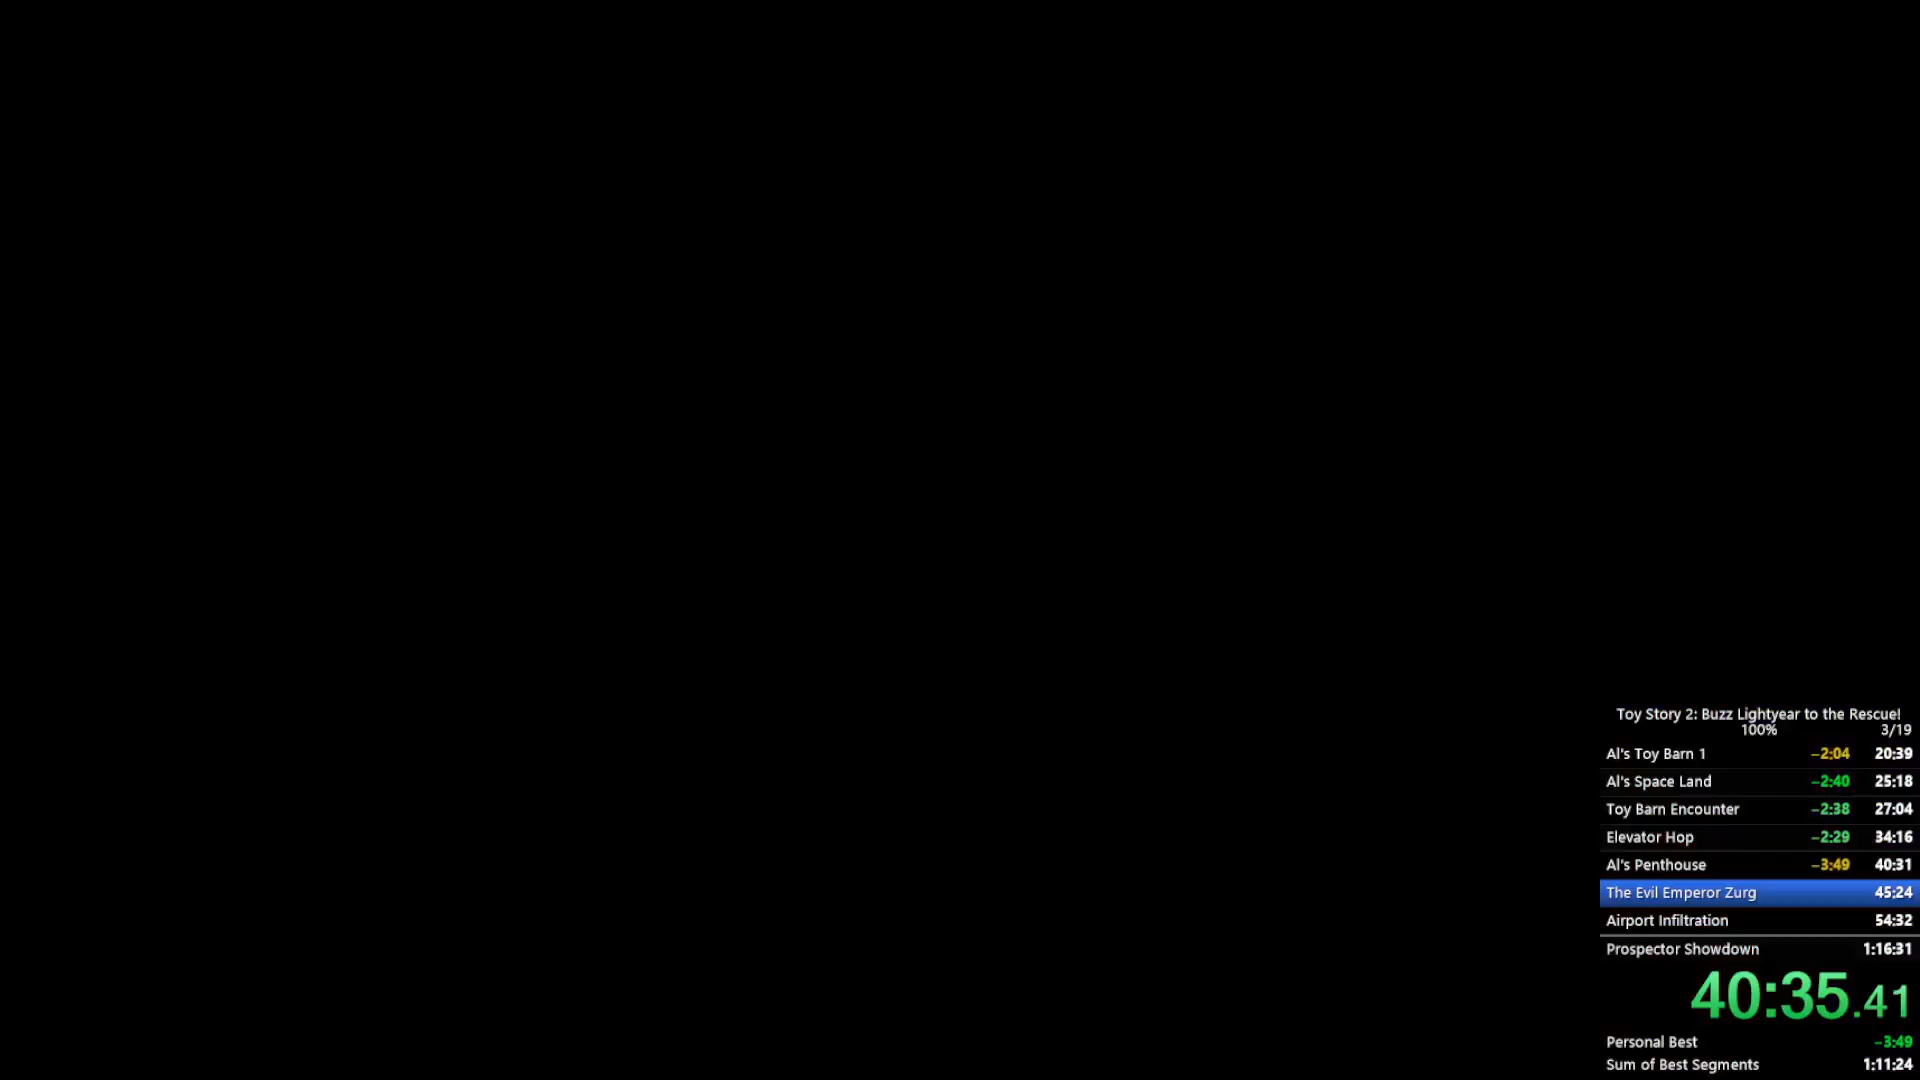 Toy Story 2: Buzz Lightyear to the Rescue!
100% 3/19
Al's Toy Barn 1 −2:04 20:39
Al's Space Land −2:40 25:18
Toy Barn Encounter −2:38 27:04
Elevator Hop −2:29 34:16
Al's Penthouse −3:49 40:31
The Evil Emperor Zurg 45:24
Airport Infiltration 54:32
Prospector Showdown 1:16:31
40:35.41
Personal Best −3:49
Sum of Best Segments 1:11:24